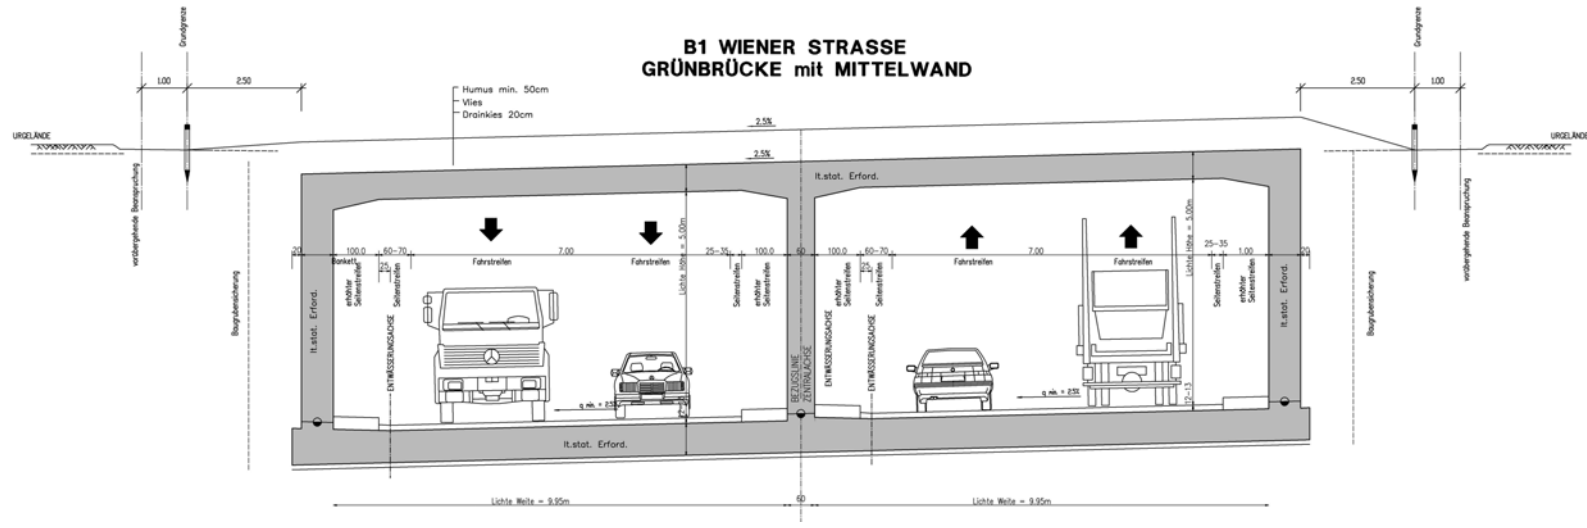 B1 WIENER STRASSE
GRÜNBRÜCKE mit MITTELWAND
Grundgrenze
Grundgrenze
1.00
2.50
2.50
1.00
Humus min. 50cm
Vlies
Drainkies 20cm
URGELÄNDE
2.5%
URGELÄNDE
2.5%
lt.stat. Erford.
vorübergehende Beanspruchung
vorübergehende Beanspruchung
Baugrubensicherung
Baugrubensicherung
20
100.0
60-70
7.00
25-35
100.0
60
100.0
60-70
7.00
25-35
1.00
20
Bankett
25
Fahrstreifen
Fahrstreifen
25
Fahrstreifen
Fahrstreifen
Lichte Höhe = 5.00m
Lichte Höhe = 5.00m
erhöhter
Seitenstreifen
Seitenstreifen
Seitenstreifen
erhöhter
Seitenstreifen
erhöhter
Seitenstreifen
Seitenstreifen
Seitenstreifen
erhöhter
Seitenstreifen
lt.stat. Erford.
lt.stat. Erford.
ENTWÄSSERUNGSACHSE
BEZUGSLINIE
ZENTRALACHSE
ENTWÄSSERUNGSACHSE
ENTWÄSSERUNGSACHSE
q min. = 2.5%
q min. = 2.5%
12-13
lt.stat. Erford.
Lichte Weite = 9.95m
60
Lichte Weite = 9.95m